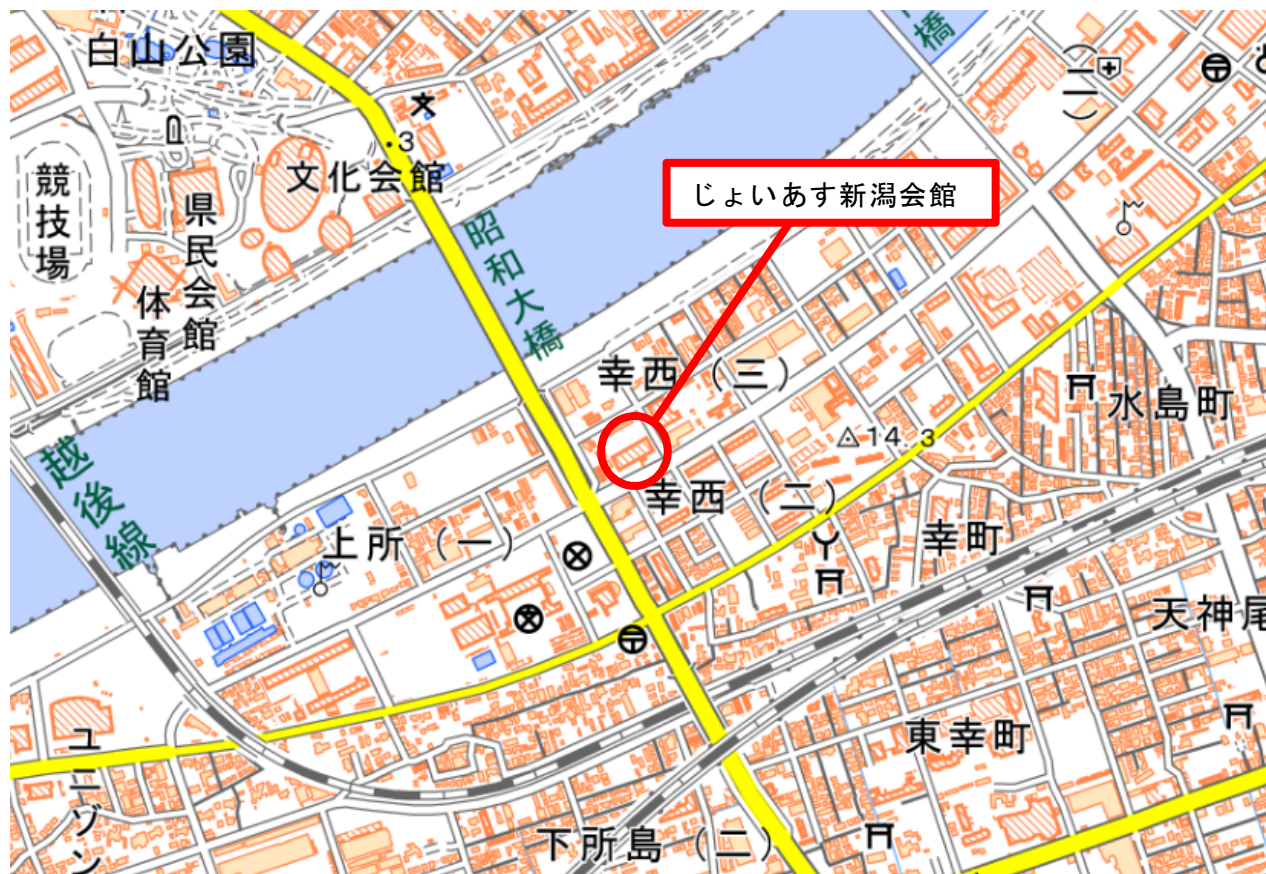 白山公園
橋
(二)
・3
文化会館
競技場
県民会館
体育館
昭和大橋
じょいあす新潟会館
幸西(三)
水島町
14.3
越後線
幸西(二)
上所(一)
幸町
天神尾
東幸町
ユニゾン
下所島(二)